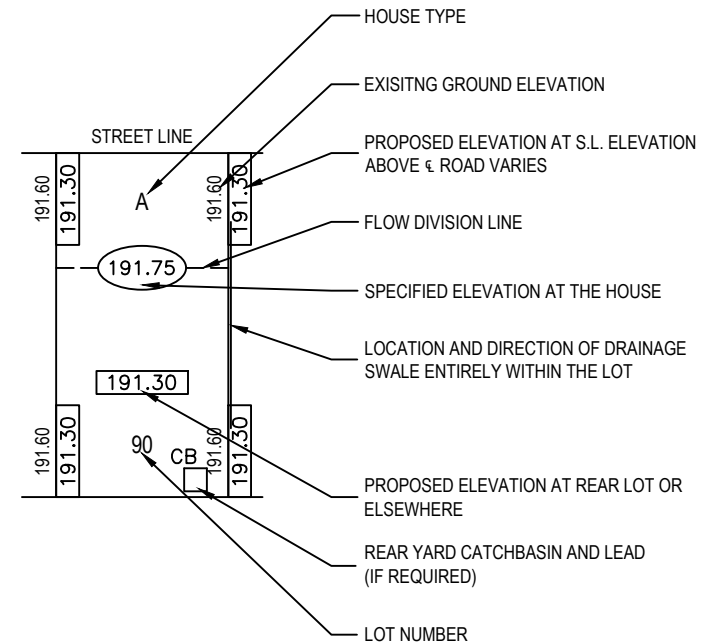 HOUSE TYPE
EXISITNG GROUND ELEVATION
STREET LINE
PROPOSED ELEVATION AT S.L. ELEVATION
ABOVE ℄ ROAD VARIES
191.60
191.30
A
191.60
191.30
FLOW DIVISION LINE
191.75
SPECIFIED ELEVATION AT THE HOUSE
LOCATION AND DIRECTION OF DRAINAGE
SWALE ENTIRELY WITHIN THE LOT
191.30
191.60
191.30
90
CB
191.60
191.30
PROPOSED ELEVATION AT REAR LOT OR
ELSEWHERE
REAR YARD CATCHBASIN AND LEAD
(IF REQUIRED)
LOT NUMBER